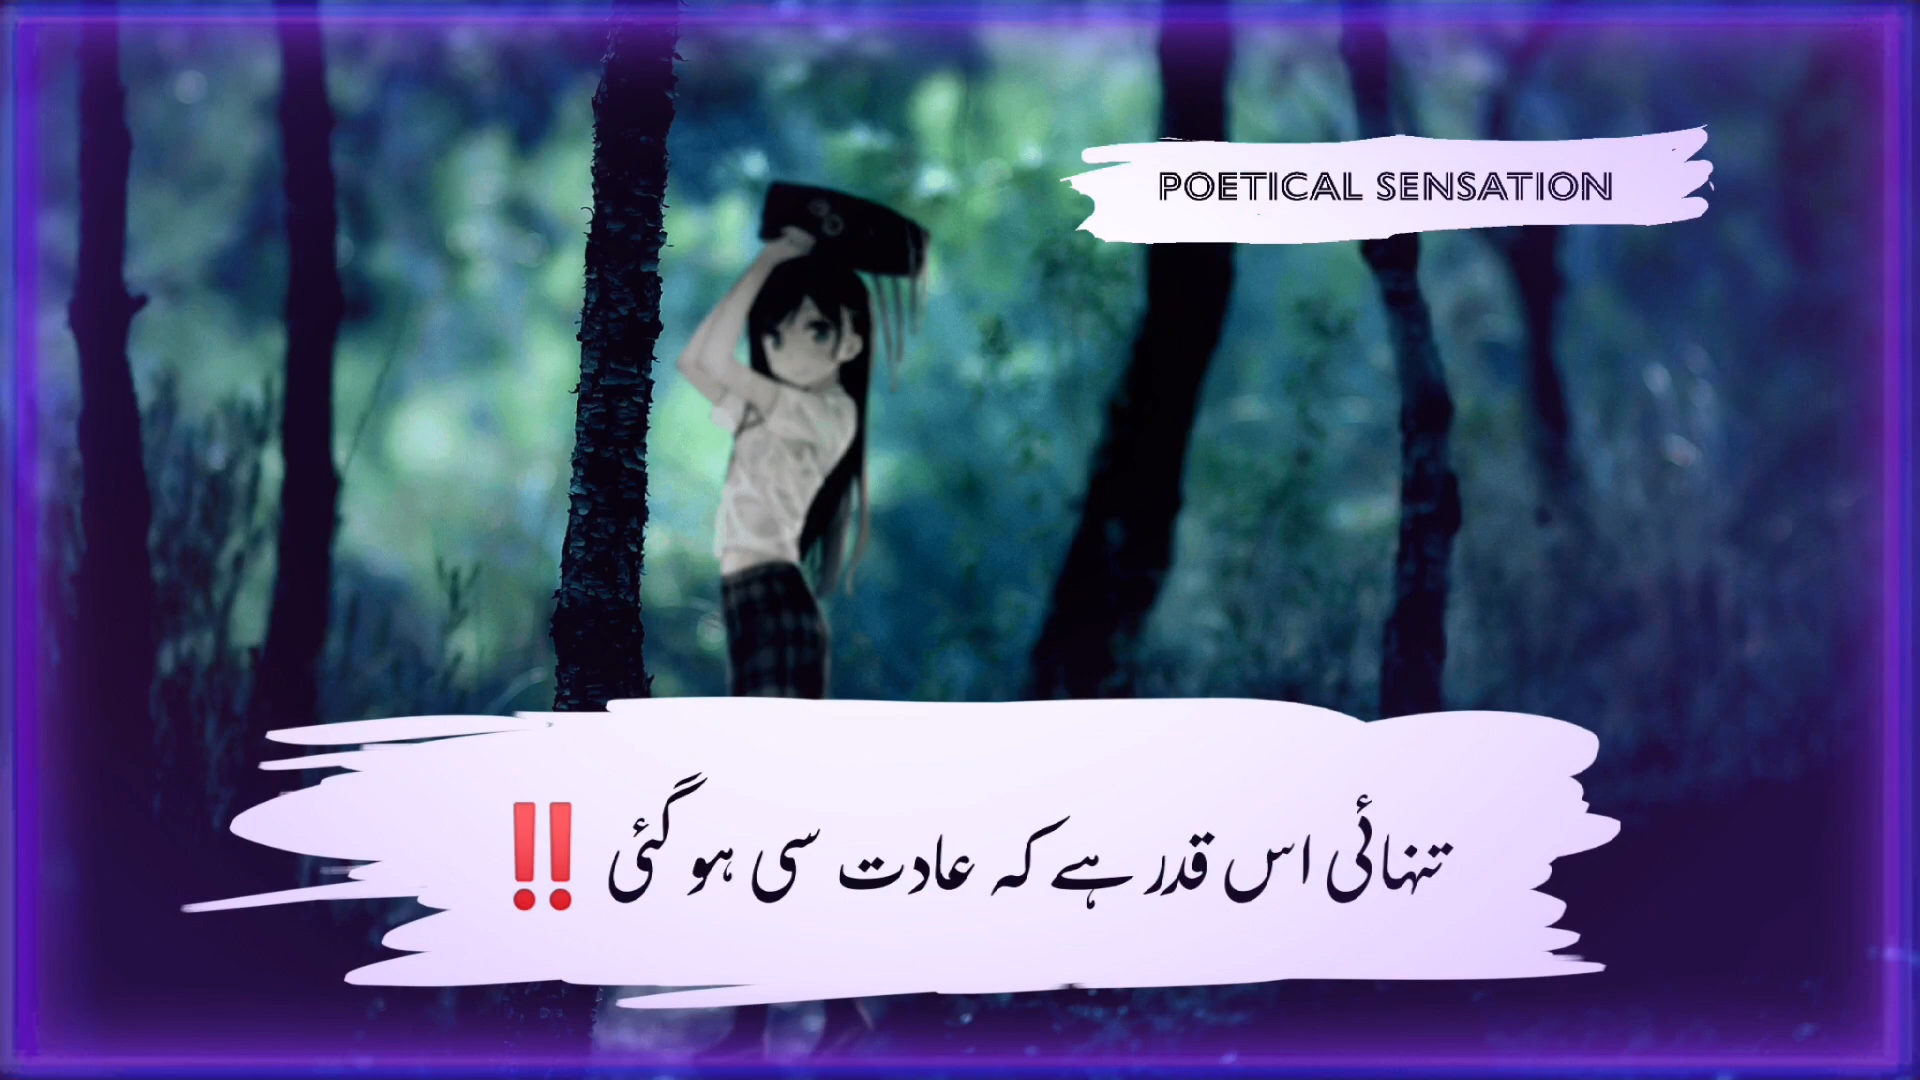 POETICAL SENSATION
تنہائی اس قدر ہے کہ عادت سی ہو گئی ‼️